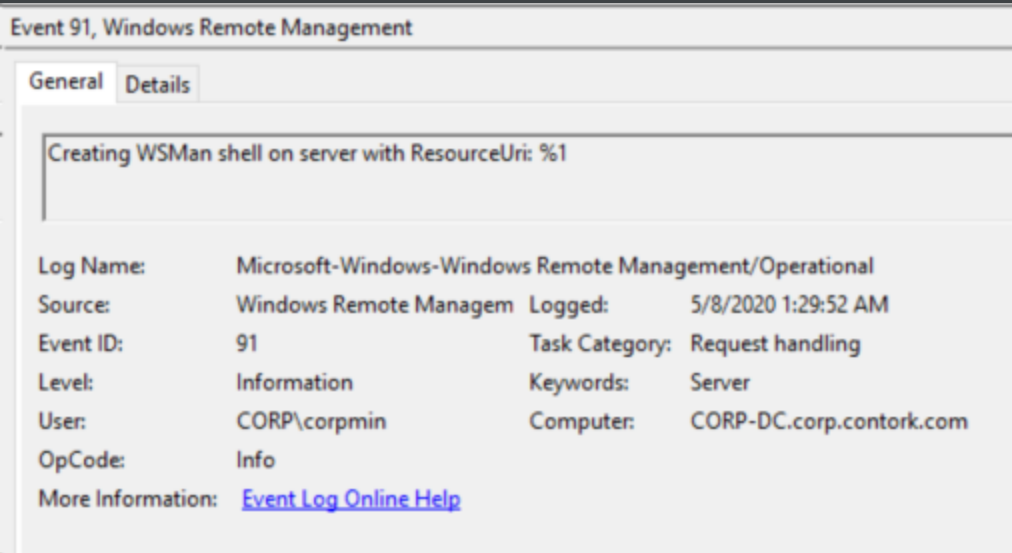 Event 91, Windows Remote Management
General Details
Creating WSMan shell on server with ResourceUri: %1
Log Name: Microsoft-Windows-Windows Remote Management/Operational
Source: Windows Remote Managem Logged: 5/8/2020 1:29:52 AM
Event ID: 91 Task Category: Request handling
Level: Information Keywords: Server
User: CORP\corpmin Computer: CORP-DC.corp.contork.com
OpCode: Info
More Information: Event Log Online Help